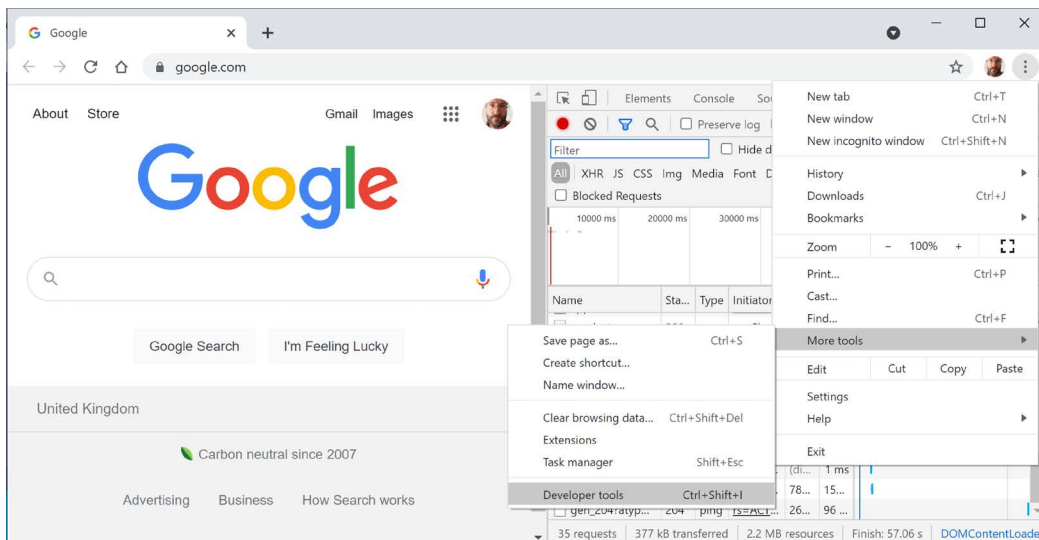 Google
google.com
About Store Gmail Images
Google
Google Search I'm Feeling Lucky
United Kingdom
Carbon neutral since 2007
Advertising Business How Search works
Elements Console
Preserve log
Filter Hide
All XHR JS CSS Img Media Font
Blocked Requests
10000 ms 20000 ms 30000 ms
Name Sta... Type Initiator
New tab Ctrl+T
New window Ctrl+N
New incognito window Ctrl+Shift+N
History
Downloads Ctrl+J
Bookmarks
Zoom - 100% +
Print... Ctrl+P
Cast...
Find... Ctrl+F
More tools
Edit Cut Copy Paste
Settings
Help
Exit
Save page as... Ctrl+S
Create shortcut...
Name window...
Clear browsing data... Ctrl+Shift+Del
Extensions
Task manager Shift+Esc
Developer tools Ctrl+Shift+I
(di... 1 ms
78... 15...
gen_204?atyp... 204 ping rs=ACT... 26... 96 ...
35 requests 377 kB transferred 2.2 MB resources Finish: 57.06 s DOMContentLoade